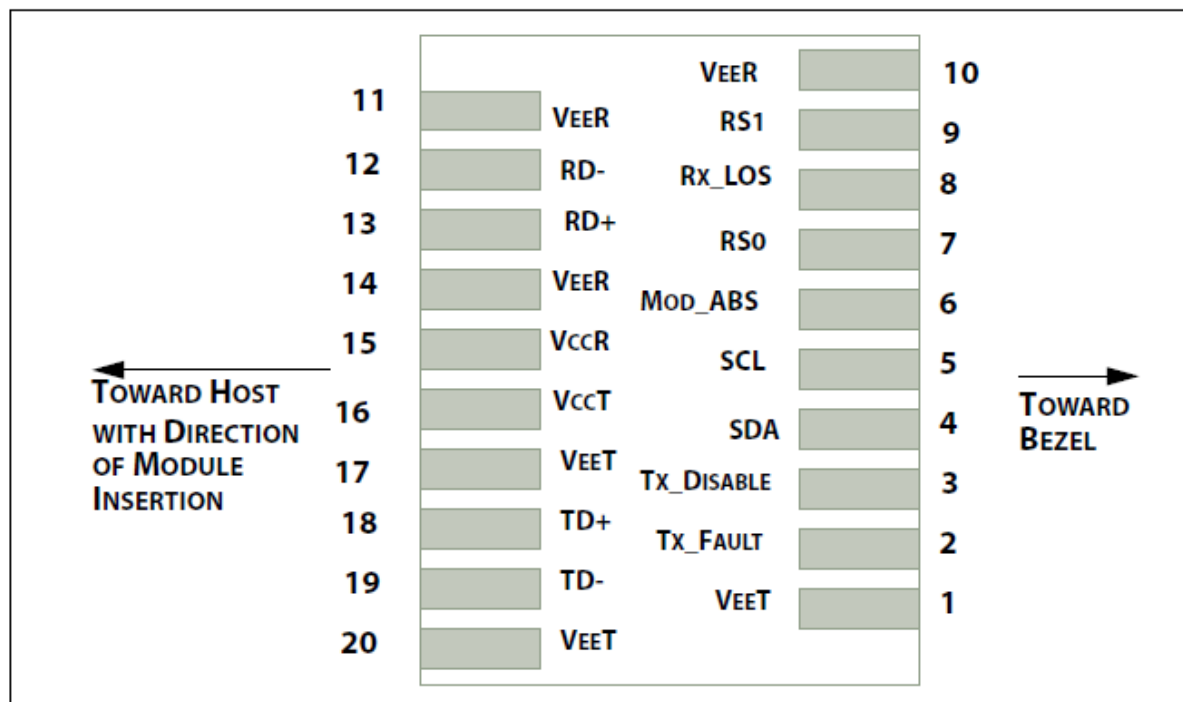 VEER 10
11 VEER
RS1 9
12 RD-
RX_LOS 8
13 RD+
RS0 7
14 VEER
MOD_ABS 6
15 VCCR
SCL 5
TOWARD HOST
WITH DIRECTION
OF MODULE
INSERTION
TOWARD
BEZEL
16 VCCT
SDA 4
17 VEET
TX_DISABLE 3
18 TD+
TX_FAULT 2
19 TD-
VEET 1
20 VEET